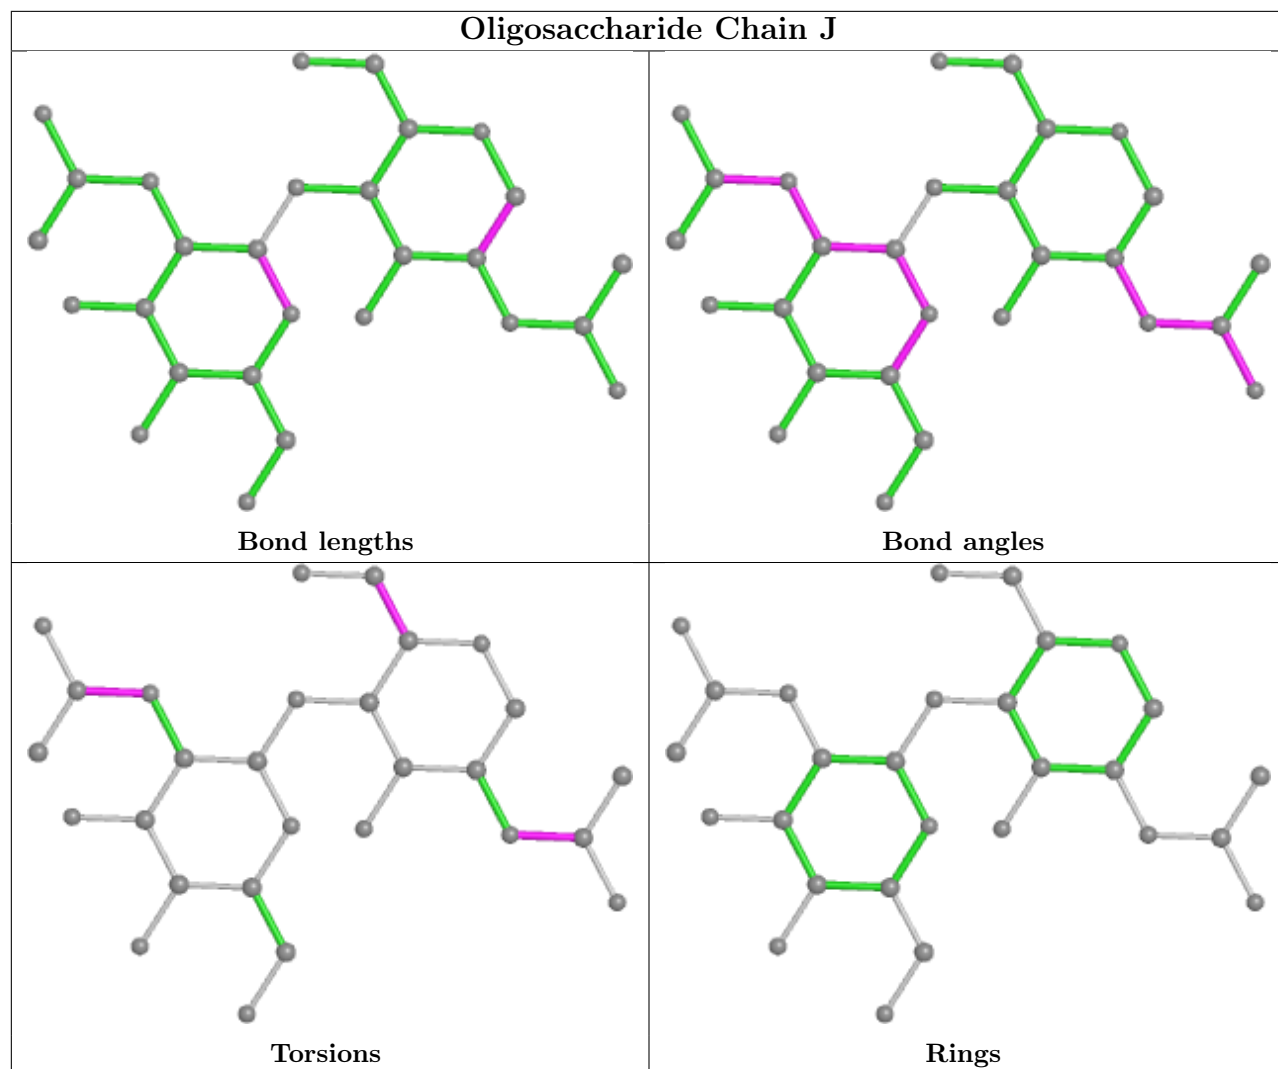 Oligosaccharide Chain J
Bond lengths
Bond angles
Torsions
Rings